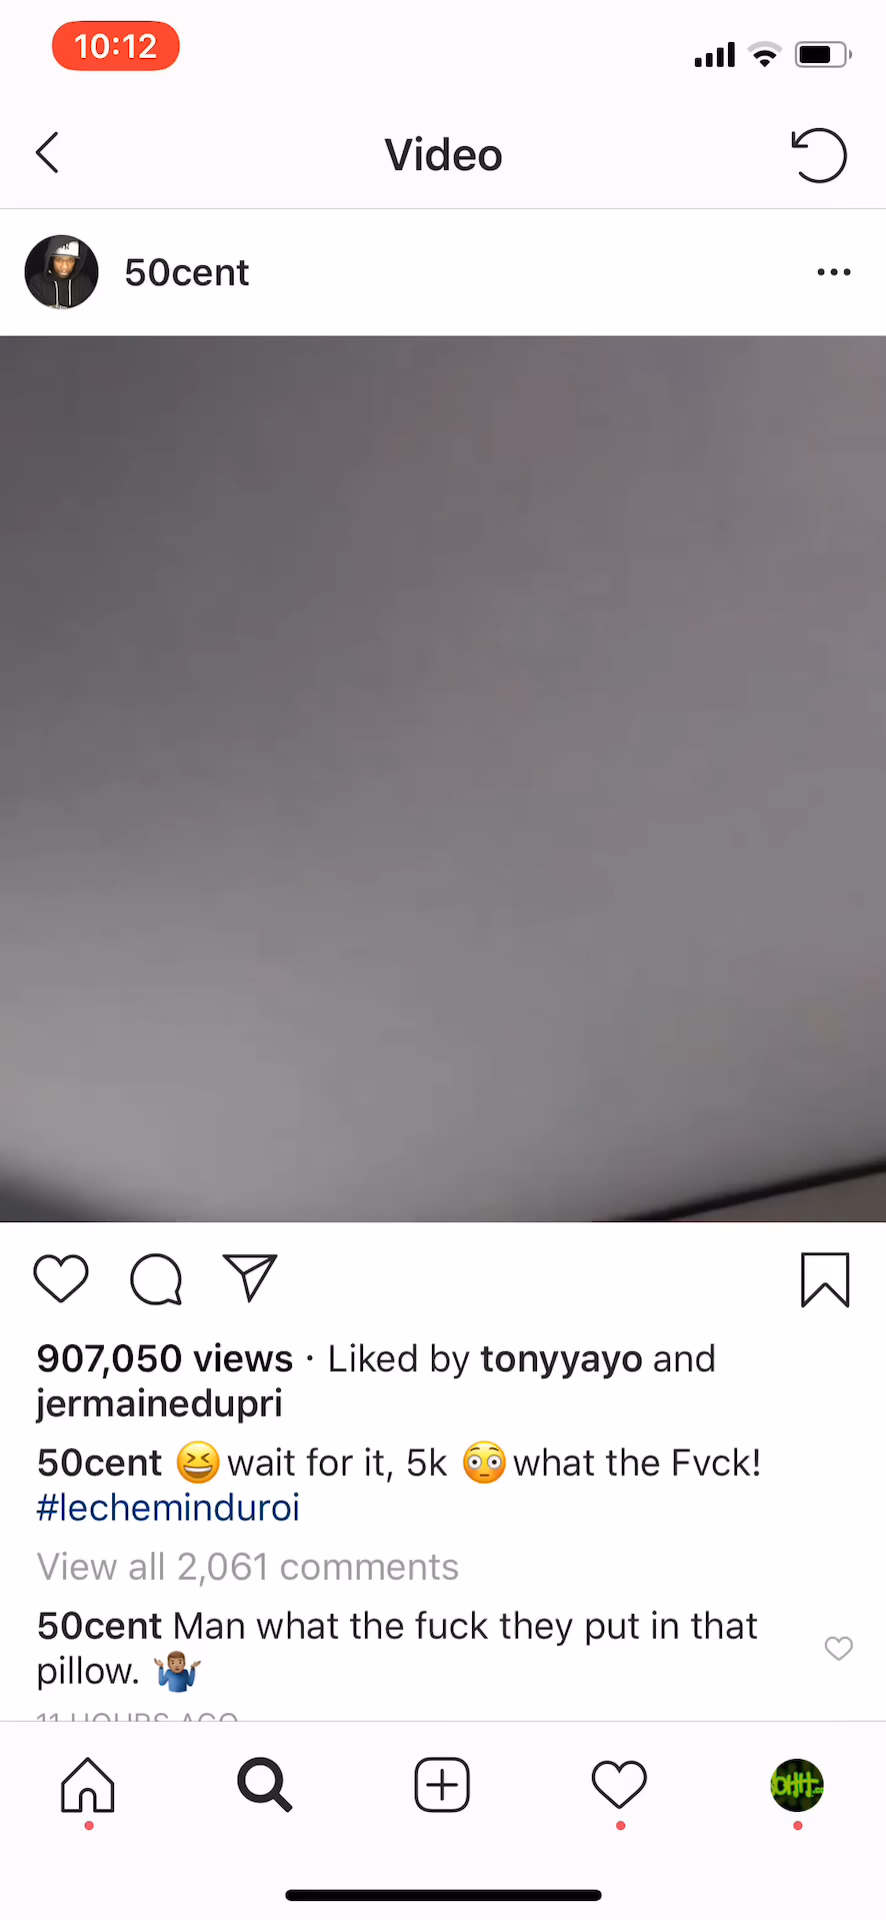 10:12
Video
50cent
907,050 views · Liked by tonyyayo and
jermainedupri
50cent 😆wait for it, 5k 😳what the Fvck!
#lecheminduroi
View all 2,061 comments
50cent Man what the fuck they put in that
pillow. 🤷🏽‍♂️
11 HOURS AGO